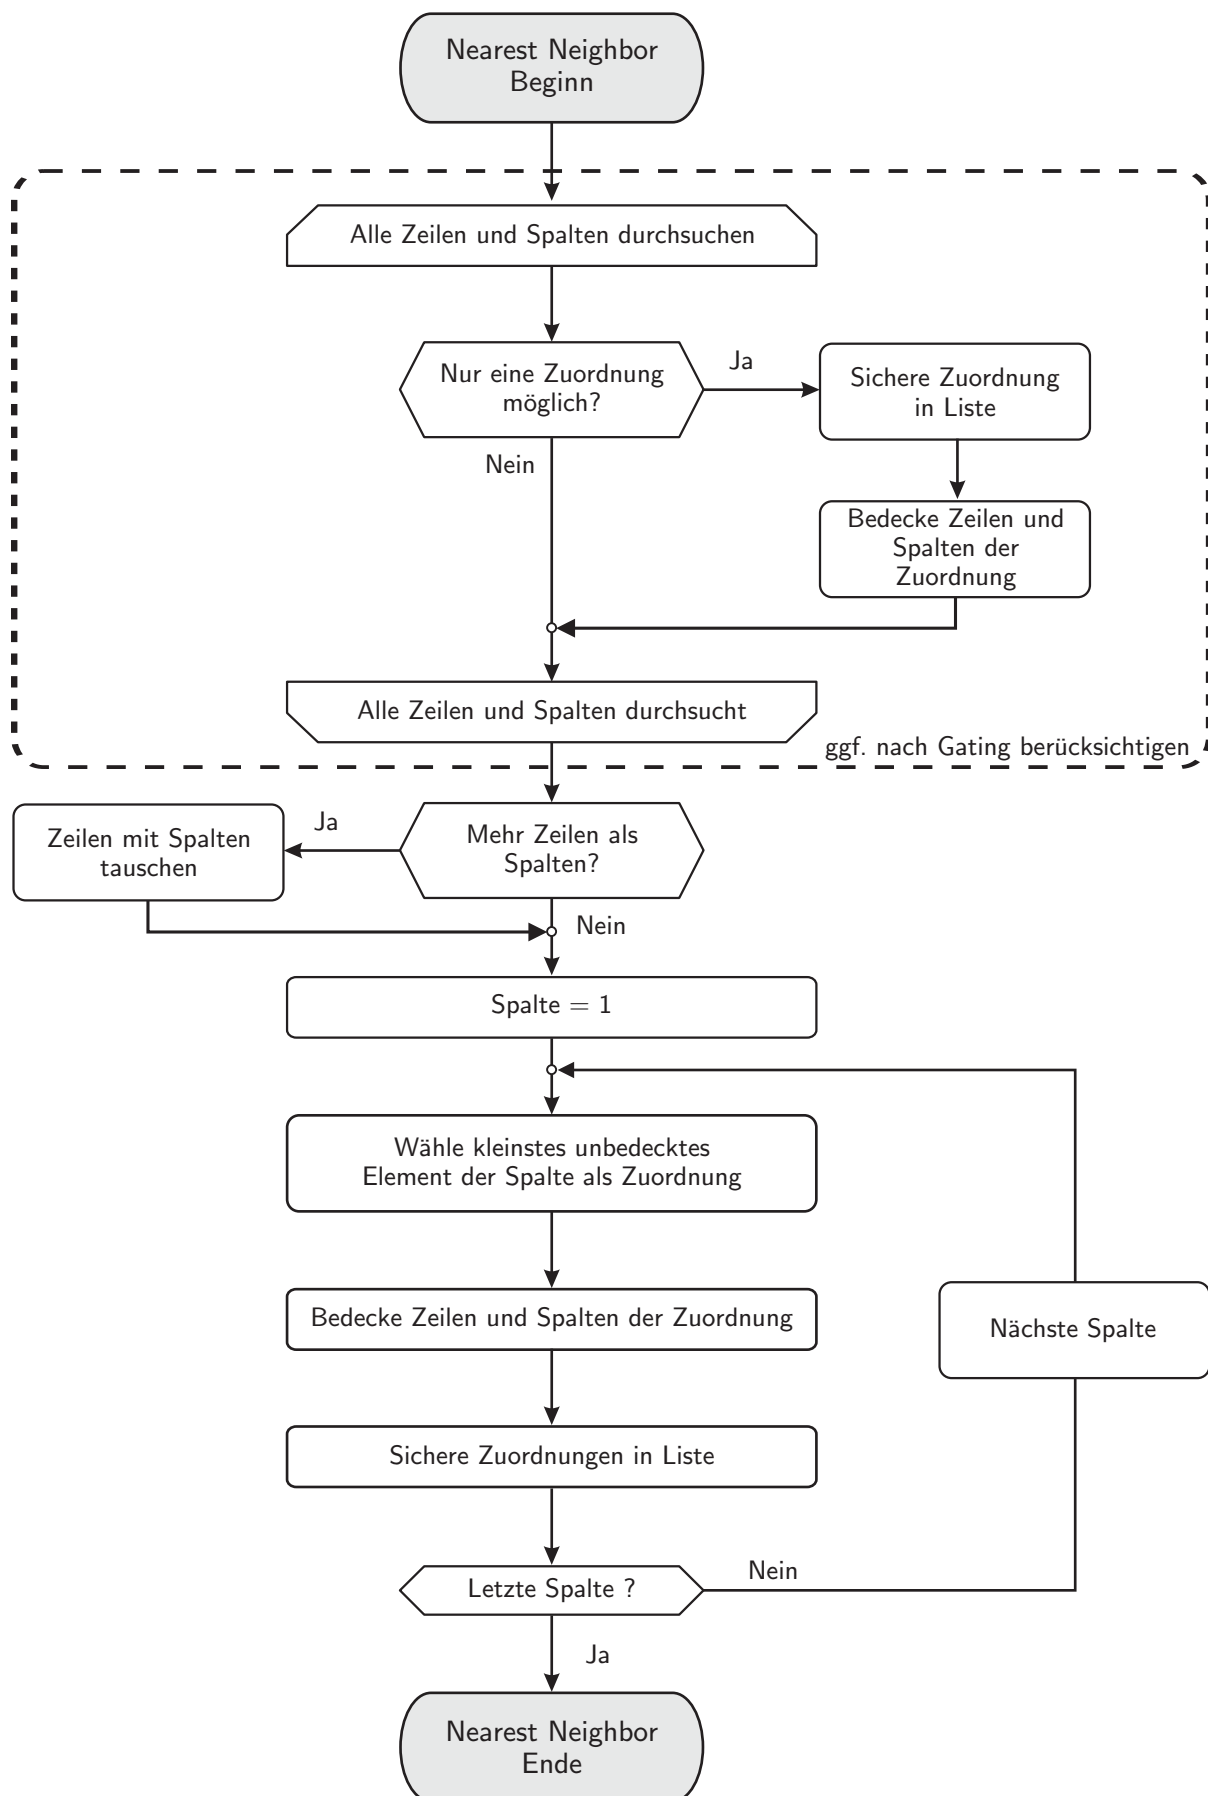 Nearest Neighbor
Beginn
Alle Zeilen und Spalten durchsuchen
Nur eine Zuordnung
möglich?
Ja
Sichere Zuordnung
in Liste
Nein
Bedecke Zeilen und
Spalten der
Zuordnung
Alle Zeilen und Spalten durchsucht
ggf. nach Gating berücksichtigen
Mehr Zeilen als
Spalten?
Ja
Zeilen mit Spalten
tauschen
Nein
Spalte = 1
Wähle kleinstes unbedecktes
Element der Spalte als Zuordnung
Bedecke Zeilen und Spalten der Zuordnung
Nächste Spalte
Sichere Zuordnungen in Liste
Letzte Spalte ?
Nein
Ja
Nearest Neighbor
Ende